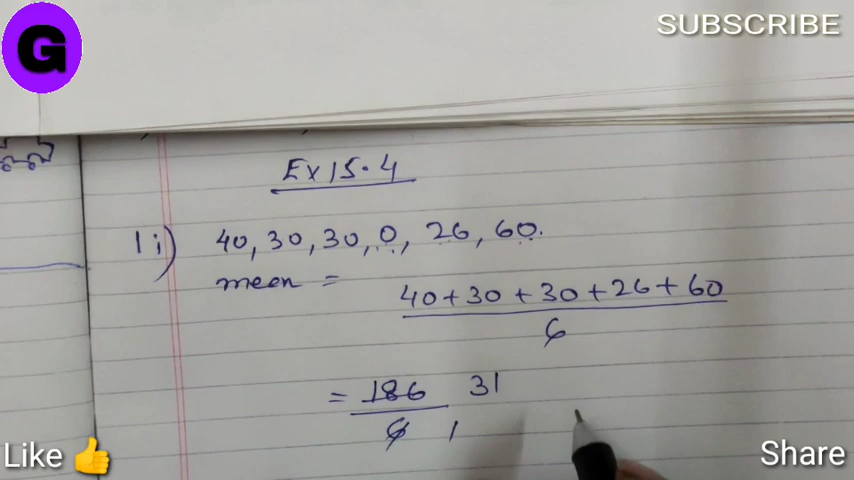 G
SUBSCRIBE
Ex 15.4
1 i) 40, 30, 30, 0, 26, 60.
meen = 40+30+30+26+60
6
= 186 31
6 1
Like 👍
Share